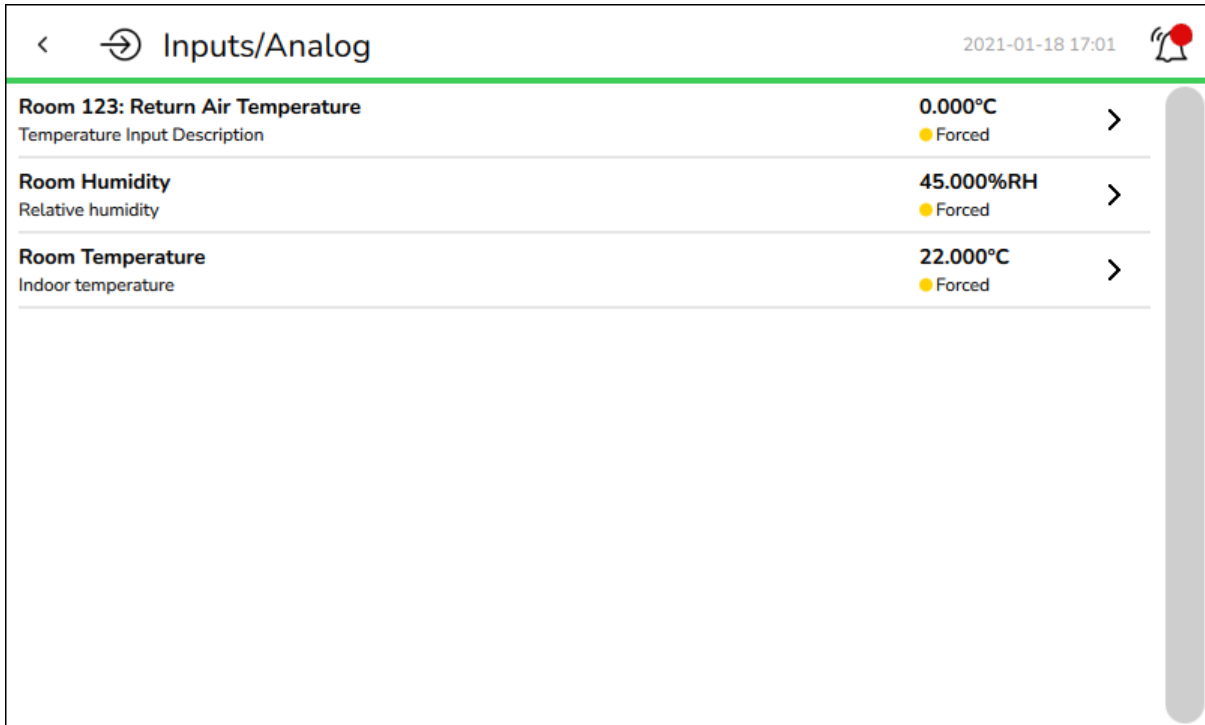 Inputs/Analog
2021-01-18 17:01
Room 123: Return Air Temperature
0.000°C
Temperature Input Description
Forced
Room Humidity
45.000%RH
Relative humidity
Forced
Room Temperature
22.000°C
Indoor temperature
Forced